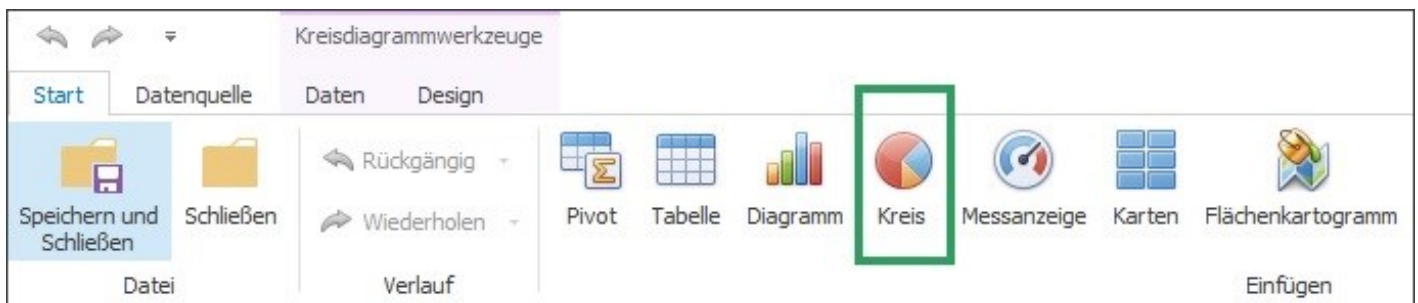 Kreisdiagrammwerkzeuge
Start Datenquelle Daten Design
Rückgängig
Wiederholen
Speichern und
Schließen
Schließen
Pivot Tabelle Diagramm Kreis Messanzeige Karten Flächenkartogramm
Datei Verlauf Einfügen